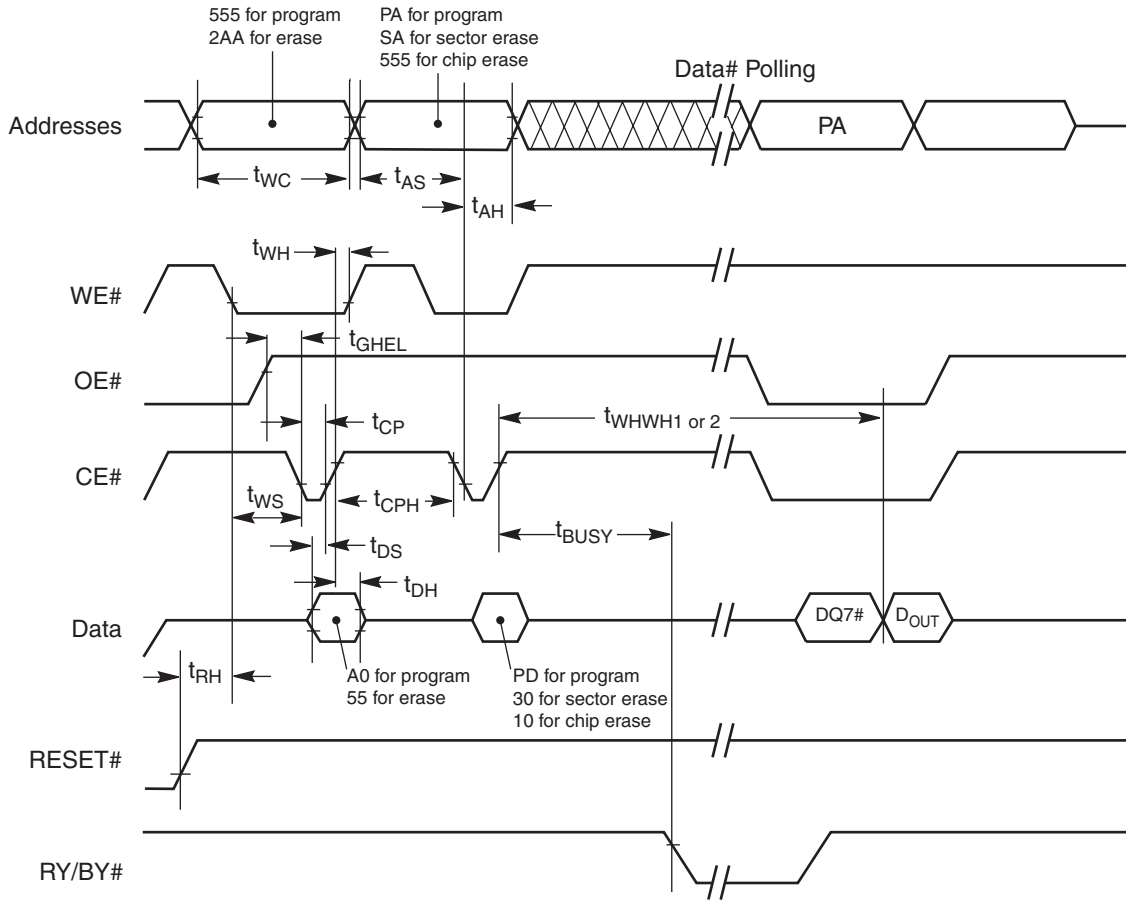 555 for program
2AA for erase
PA for program
SA for sector erase
555 for chip erase
Data# Polling
Addresses
PA
tWC
tAS
tAH
tWH
WE#
tGHEL
OE#
tWHWH1 or 2
tCP
CE#
tWS
tCPH
tBUSY
tDS
tDH
Data
DQ7#
DOUT
A0 for program
55 for erase
PD for program
30 for sector erase
10 for chip erase
tRH
RESET#
RY/BY#